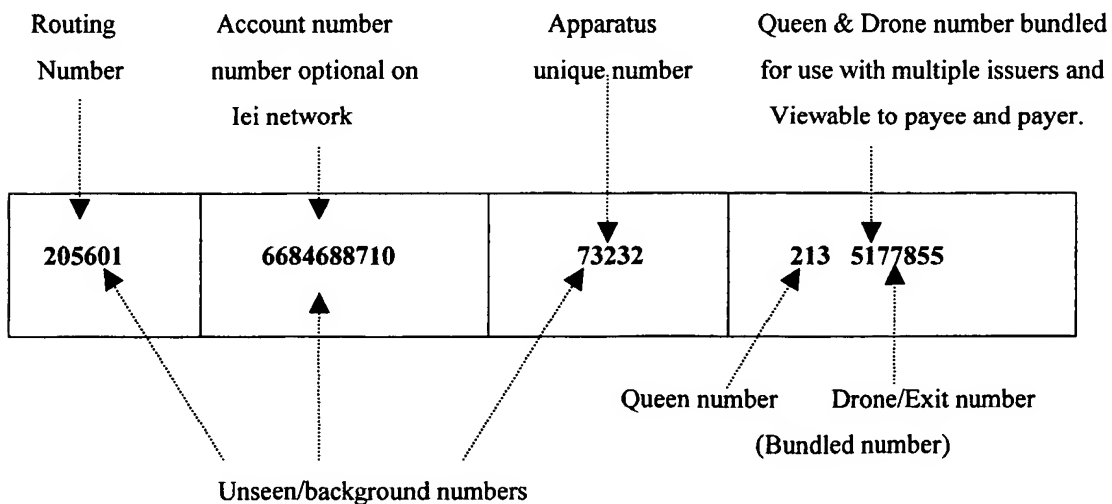 Routing
Number
Account number
number optional on
Iei network
Apparatus
unique number
Queen & Drone number bundled
for use with multiple issuers and
Viewable to payee and payer.
205601
6684688710
73232
213 5177855
Queen number
Drone/Exit number
(Bundled number)
Unseen/background numbers